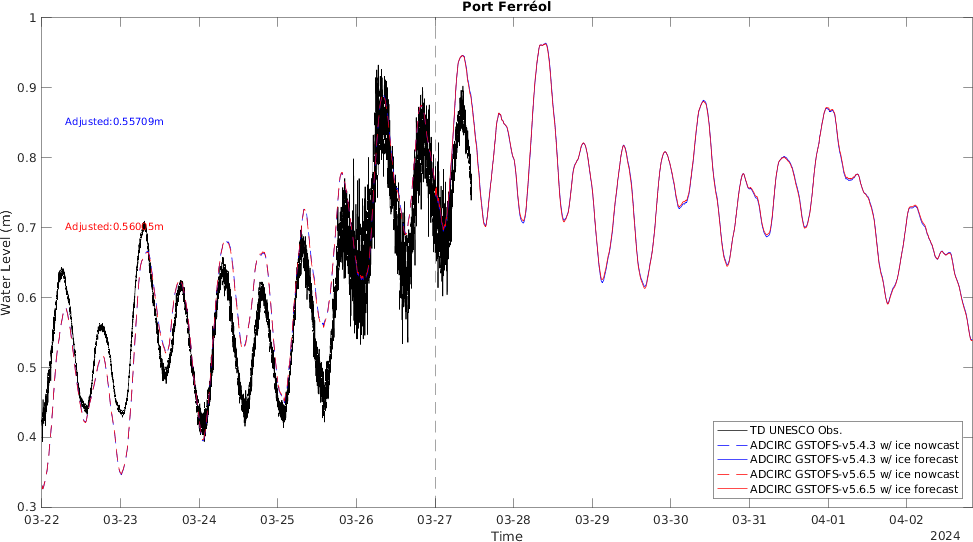 Port Ferréol
1
0.9
0.8
0.7
0.6
0.5
0.4
0.3
Water Level (m)
Adjusted:0.55709m
TD UNESCO Obs.
ADCIRC GSTOFS-v5.4.3 w/ ice nowcast
ADCIRC GSTOFS-v5.4.3 w/ ice forecast
ADCIRC GSTOFS-v5.6.5 w/ ice nowcast
ADCIRC GSTOFS-v5.6.5 w/ ice forecast
03-22 03-23 03-24 03-25 03-26 03-27 03-28 03-29 03-30 03-31 04-01 04-02
Time
2024